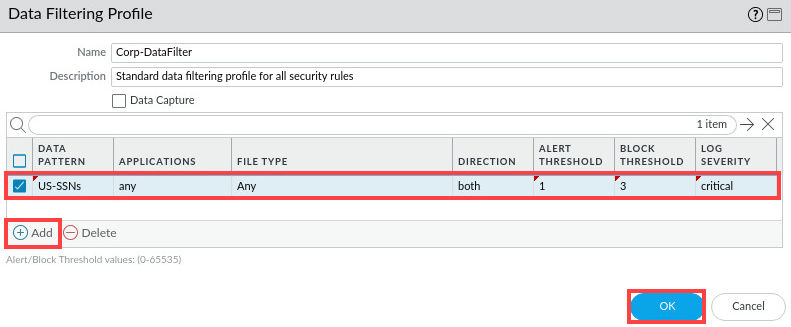 Data Filtering Profile
Name Corp-DataFilter
Description Standard data filtering profile for all security rules
Data Capture
1 item
DATA PATTERN APPLICATIONS FILE TYPE DIRECTION ALERT THRESHOLD BLOCK THRESHOLD LOG SEVERITY
US-SSNs any Any both 1 3 critical
Add Delete
Alert/Block Threshold values: (0-65535)
OK Cancel